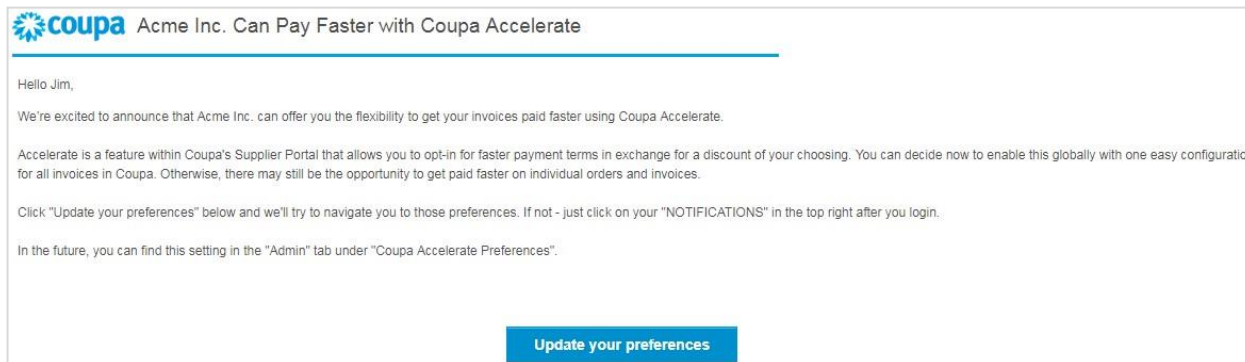 coupa Acme Inc. Can Pay Faster with Coupa Accelerate
Hello Jim,
We're excited to announce that Acme Inc. can offer you the flexibility to get your invoices paid faster using Coupa Accelerate.
Accelerate is a feature within Coupa's Supplier Portal that allows you to opt-in for faster payment terms in exchange for a discount of your choosing. You can decide now to enable this globally with one easy configuratio
for all invoices in Coupa. Otherwise, there may still be the opportunity to get paid faster on individual orders and invoices.
Click "Update your preferences" below and we'll try to navigate you to those preferences. If not - just click on your "NOTIFICATIONS" in the top right after you login.
In the future, you can find this setting in the "Admin" tab under "Coupa Accelerate Preferences".
Update your preferences